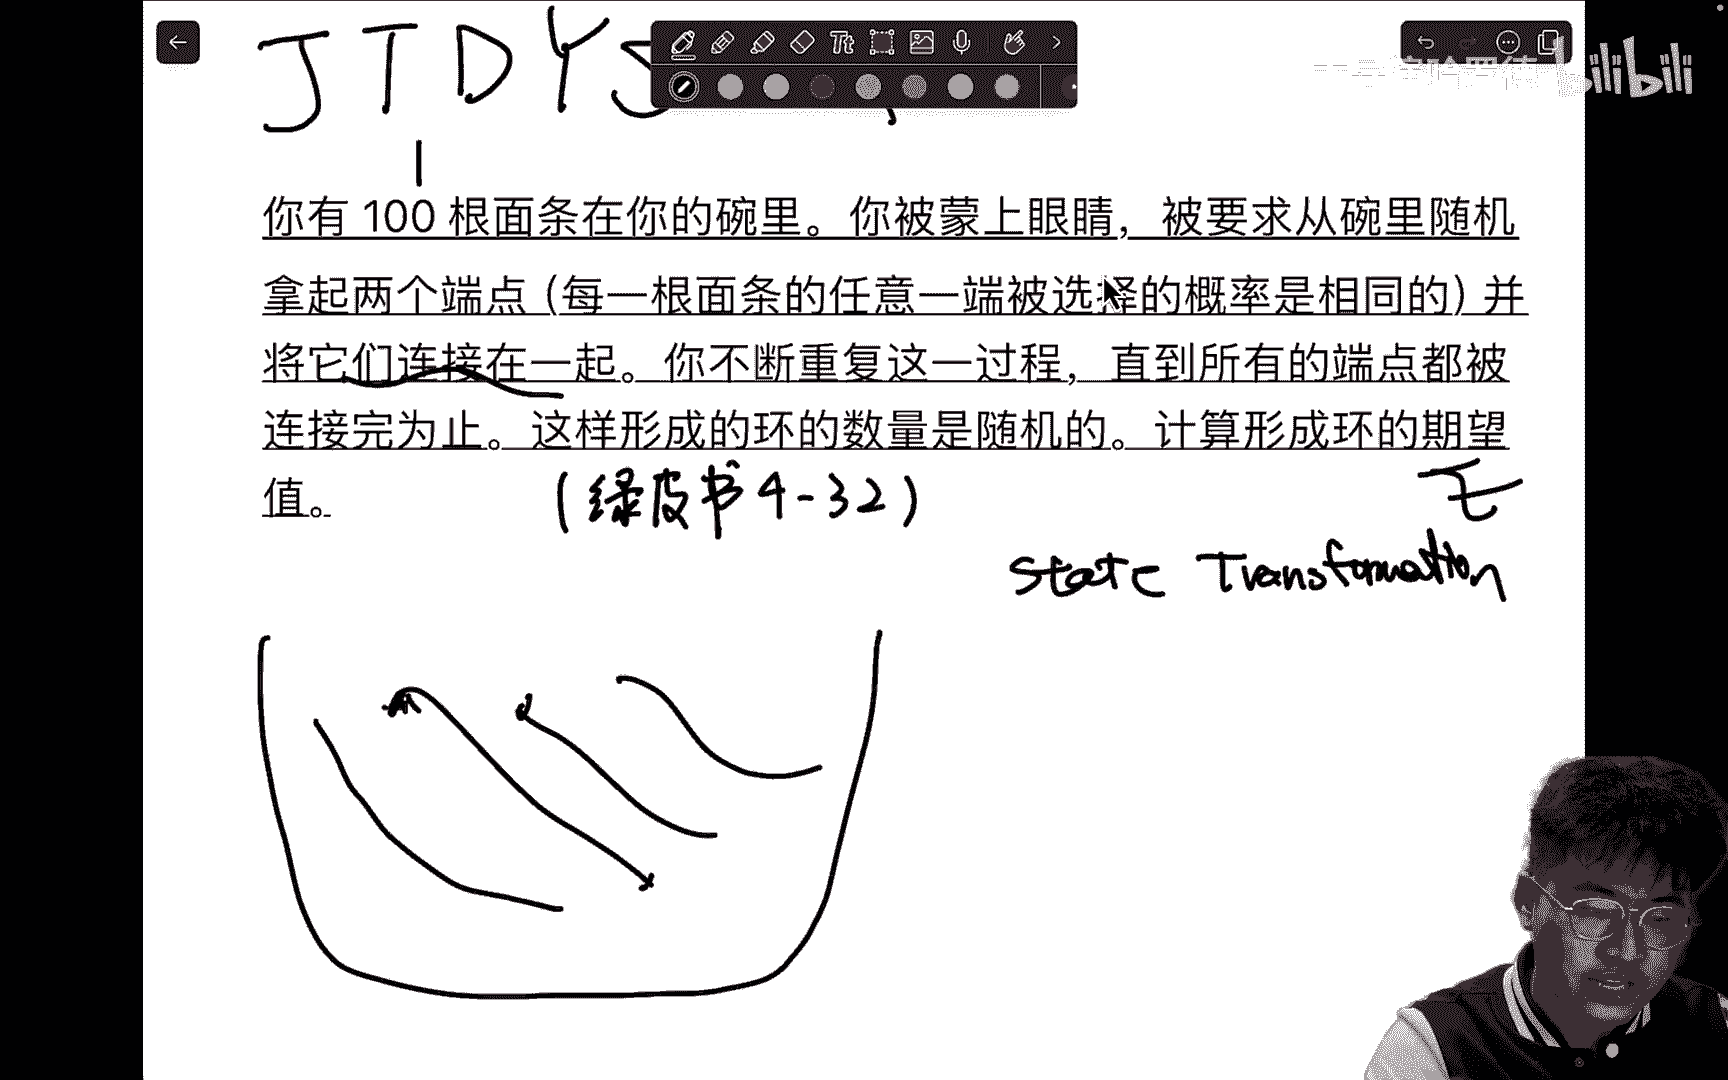 JTDYS
Tt
bilibili
你有 100 根面条在你的碗里。你被蒙上眼睛，被要求从碗里随机
拿起两个端点 (每一根面条的任意一端被选择的概率是相同的) 并
将它们连接在一起。你不断重复这一过程，直到所有的端点都被
连接完为止。这样形成的环的数量是随机的。计算形成环的期望
值。
(绿皮书 4-32)
State Transformation